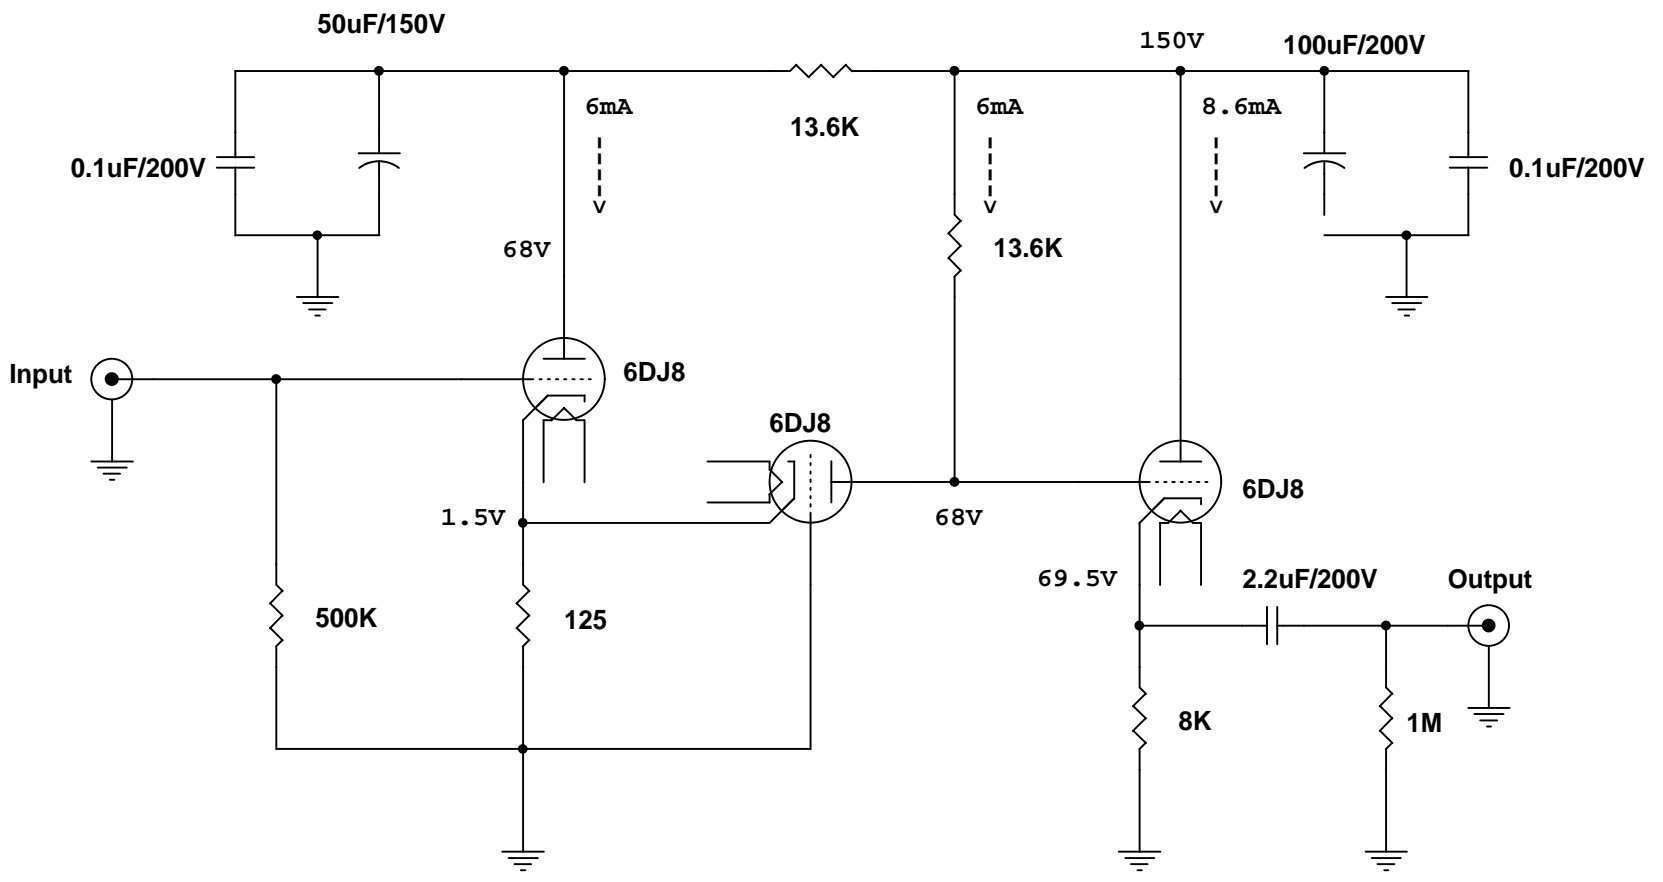 50uF/150V
150V
100uF/200V
6mA
6mA
8.6mA
13.6K
0.1uF/200V
0.1uF/200V
68V
13.6K
Input
6DJ8
6DJ8
6DJ8
1.5V
68V
69.5V
2.2uF/200V
Output
500K
125
8K
1M